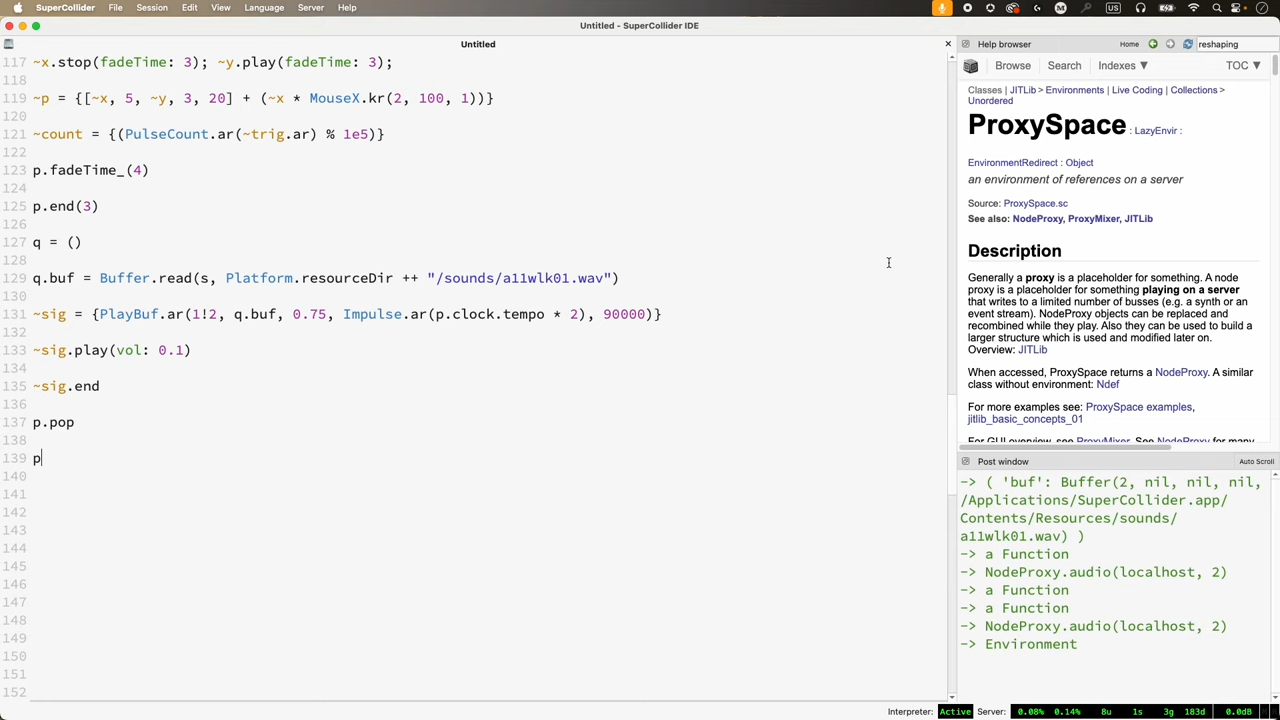 SuperCollider File Session Edit View Language Server Help
Untitled - SuperCollider IDE
Untitled
117 ~x.stop(fadeTime: 3); ~y.play(fadeTime: 3);
118
119 ~p = {[~x, 5, ~y, 3, 20] + (~x * MouseX.kr(2, 100, 1))}
120
121 ~count = {(PulseCount.ar(~trig.ar) % 1e5)}
122
123 p.fadeTime_(4)
124
125 p.end(3)
126
127 q = ()
128
129 q.buf = Buffer.read(s, Platform.resourceDir ++ "/sounds/a11wlk01.wav")
130
131 ~sig = {PlayBuf.ar(1!2, q.buf, 0.75, Impulse.ar(p.clock.tempo * 2), 90000)}
132
133 ~sig.play(vol: 0.1)
134
135 ~sig.end
136
137 p.pop
138
139 p
140
141
142
143
144
145
146
147
148
149
150
151
152
Help browser Home reshaping
Browse Search Indexes ▼ TOC ▼
Classes | JITLib > Environments | Live Coding | Collections >
Unordered
ProxySpace : LazyEnvir :
EnvironmentRedirect : Object
an environment of references on a server
Source: ProxySpace.sc
See also: NodeProxy, ProxyMixer, JITLib
Description
Generally a proxy is a placeholder for something. A node
proxy is a placeholder for something playing on a server
that writes to a limited number of busses (e.g. a synth or an
event stream). NodeProxy objects can be replaced and
recombined while they play. Also they can be used to build a
larger structure which is used and modified later on.
Overview: JITLib
When accessed, ProxySpace returns a NodeProxy. A similar
class without environment: Ndef
For more examples see: ProxySpace examples,
jitlib_basic_concepts_01
For GUI overview, see ProxyMixer. See NodeProxy for many
Post window Auto Scroll
-> ( 'buf': Buffer(2, nil, nil, nil,
/Applications/SuperCollider.app/
Contents/Resources/sounds/
a11wlk01.wav) )
-> a Function
-> NodeProxy.audio(localhost, 2)
-> a Function
-> a Function
-> NodeProxy.audio(localhost, 2)
-> Environment
Interpreter: Active Server: 0.08% 0.14% 8u 1s 3g 183d 0.0dB